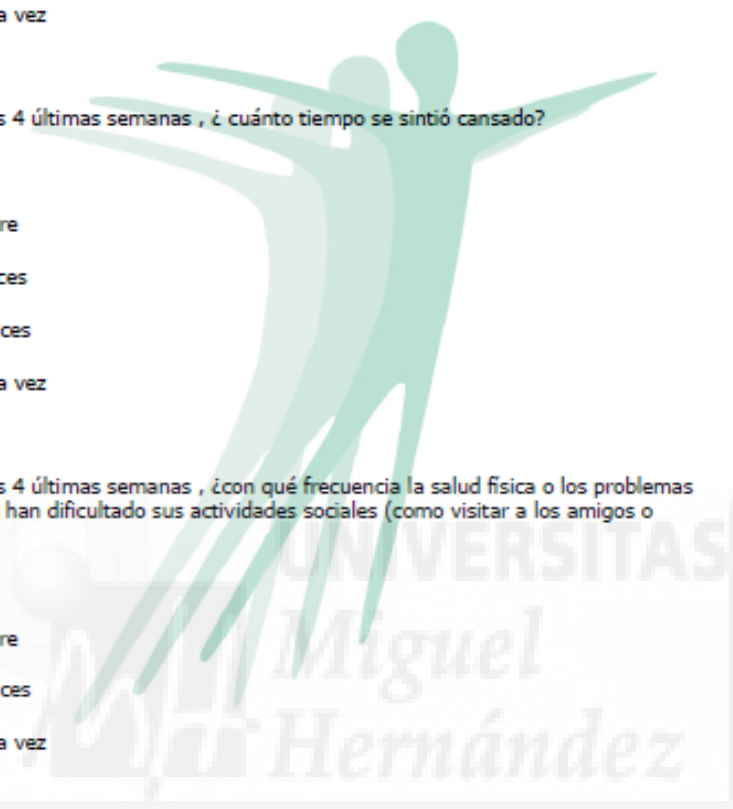 a vez
s 4 últimas semanas , ¿ cuánto tiempo se sintió cansado?
re
ces
ces
a vez
s 4 últimas semanas , ¿con qué frecuencia la salud física o los problemas
han dificultado sus actividades sociales (como visitar a los amigos o
UNIVERSITAS
Miguel
re
ces
a vez
Hernández